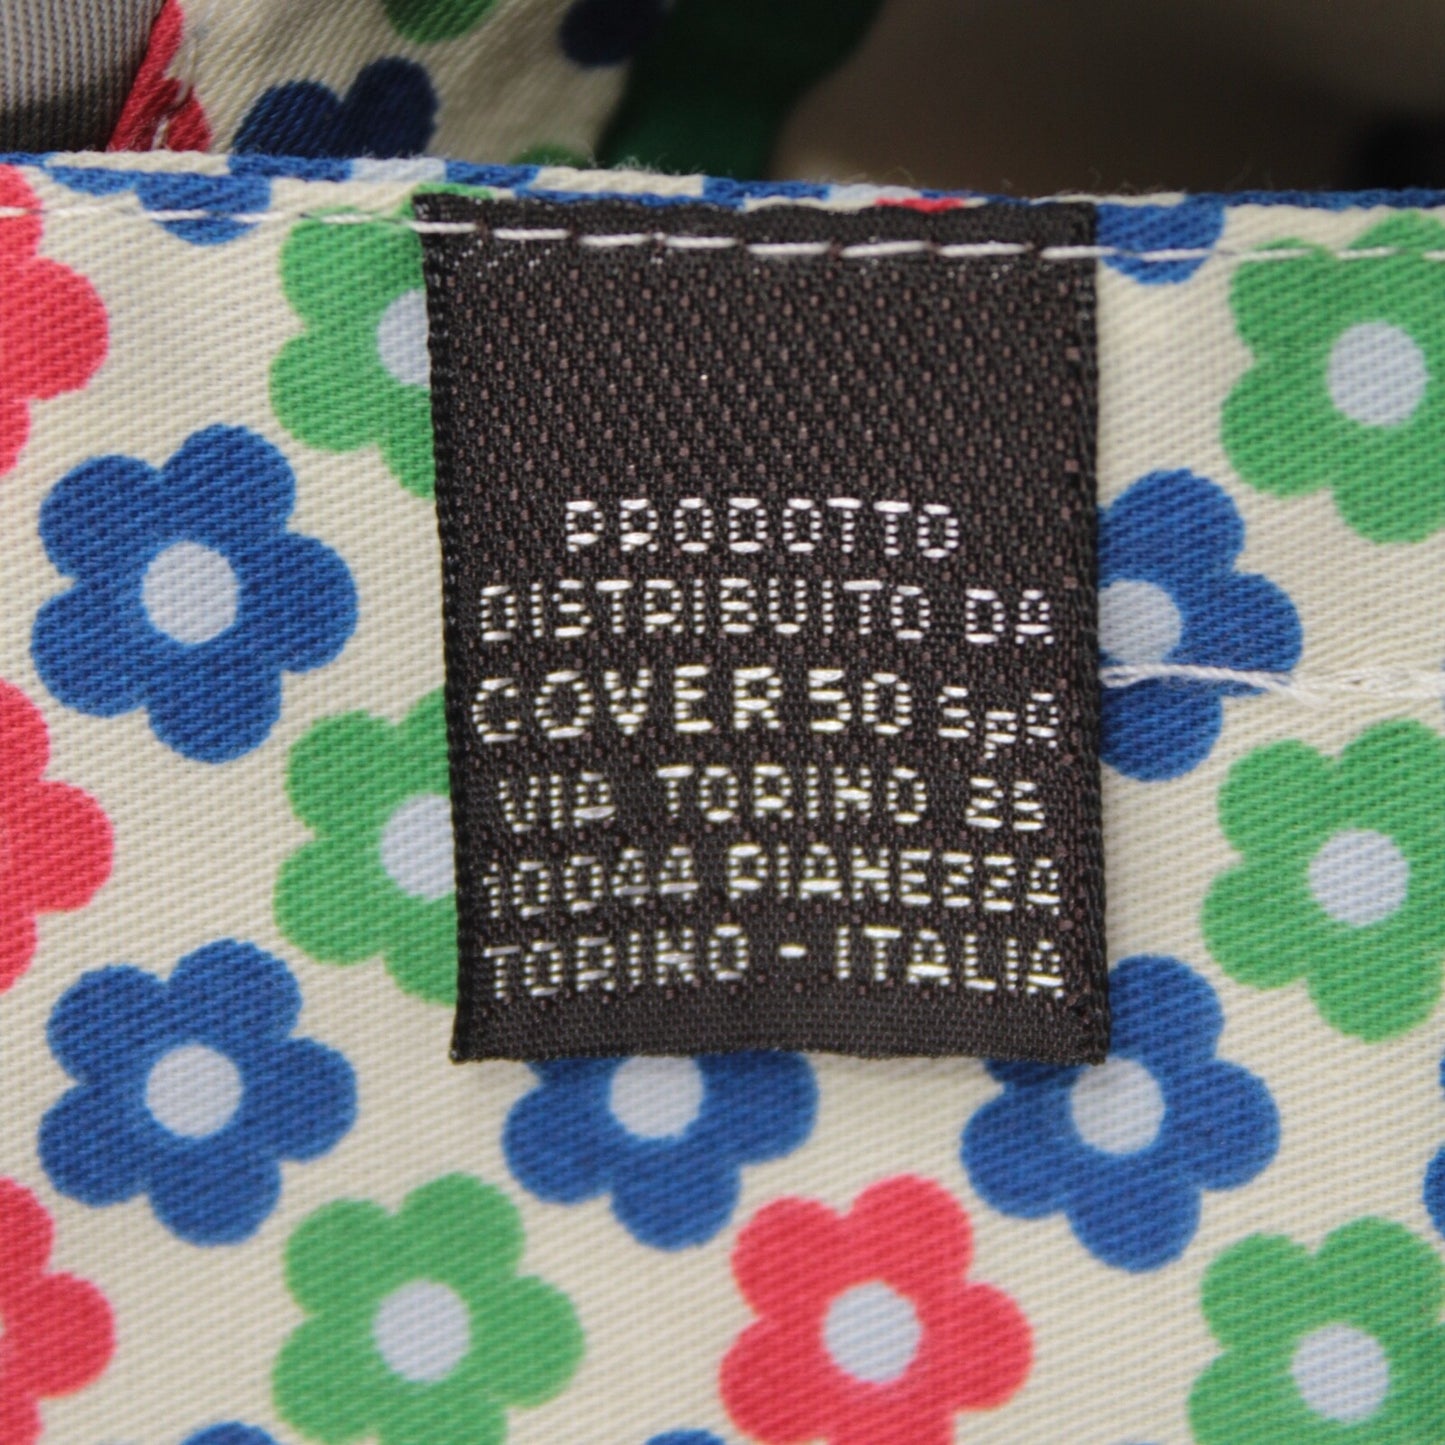 PRODOTTO
DISTRIBUITO DA
COVER 50 SpA
VIA TORINO 25
10044 PIANEZZA
TORINO - ITALIA